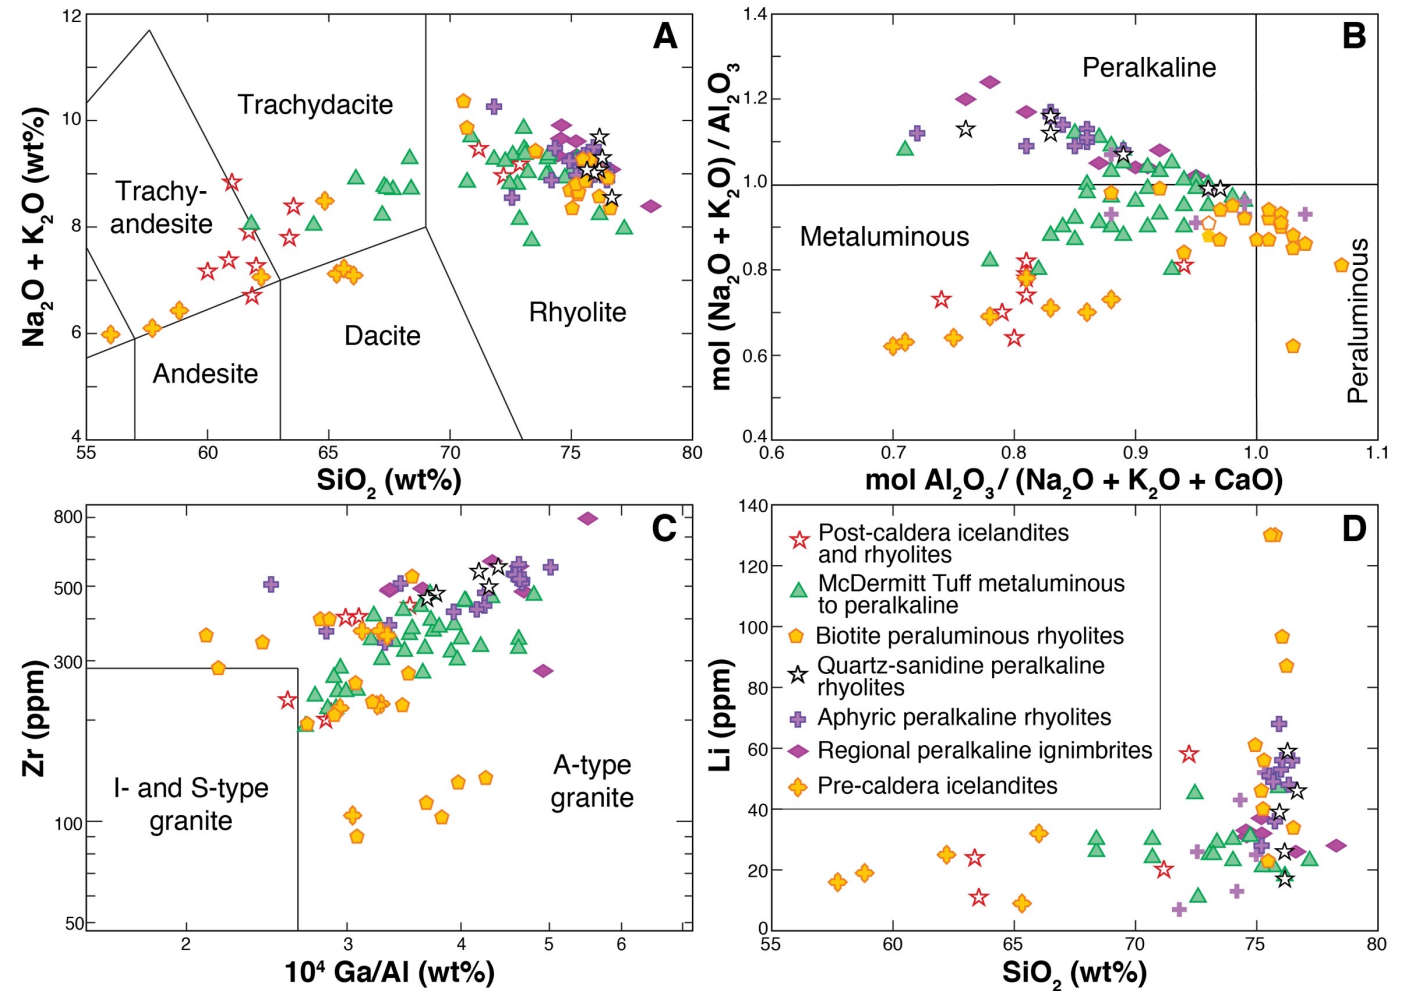 A
12
10
8
6
4
Na2O + K2O (wt%)
Trachydacite
Trachy-
andesite
Andesite
Dacite
Rhyolite
55
60
65
70
75
80
SiO2 (wt%)
B
1.4
1.2
1.0
0.8
0.6
0.4
mol (Na2O + K2O) / Al2O3
Peralkaline
Metaluminous
Peraluminous
0.6
0.7
0.8
0.9
1.0
1.1
mol Al2O3/ (Na2O + K2O + CaO)
C
800
500
300
100
50
Zr (ppm)
I- and S-type
granite
A-type
granite
2
3
4
5
6
10⁴ Ga/Al (wt%)
D
140
120
100
80
60
40
20
0
Li (ppm)
Post-caldera icelandites
and rhyolites
McDermitt Tuff metaluminous
to peralkaline
Biotite peraluminous rhyolites
Quartz-sanidine peralkaline
rhyolites
Aphyric peralkaline rhyolites
Regional peralkaline ignimbrites
Pre-caldera icelandites
55
60
65
70
75
80
SiO2 (wt%)